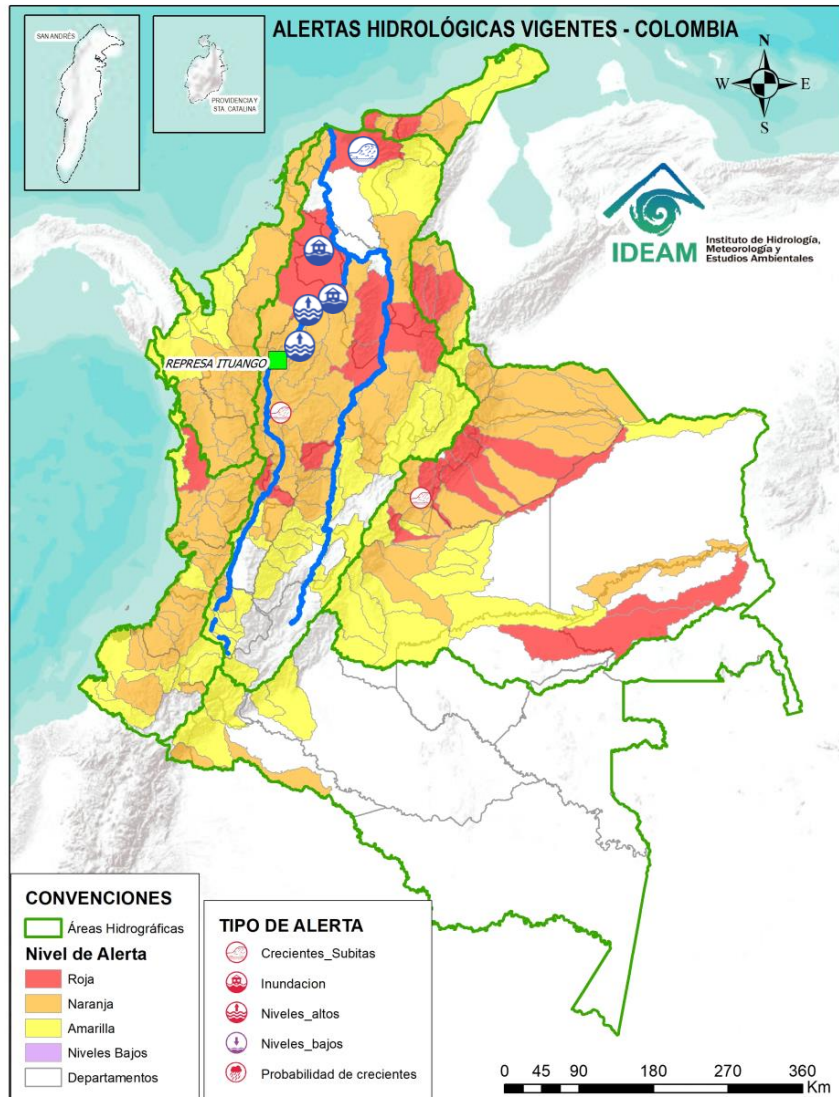 ALERTAS HIDROLÓGICAS VIGENTES - COLOMBIA
SAN ANDRÉS
PROVIDENCIA Y
STA. CATALINA
N
W
E
S
IDEAM
Instituto de Hidrología,
Meteorología y
Estudios Ambientales
REPRESA ITUANGO
CONVENCIONES
Áreas Hidrográficas
Nivel de Alerta
Roja
Naranja
Amarilla
Niveles Bajos
Departamentos
TIPO DE ALERTA
Crecientes_Subitas
Inundacion
Niveles_altos
Niveles_bajos
Probabilidad de crecientes
0 45 90 180 270 360
Km